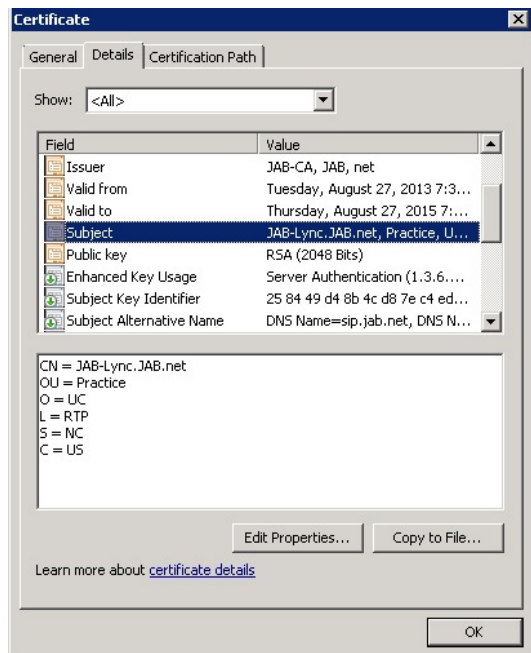 Certificate
General Details Certification Path
Show: <All>
Field Value
Issuer JAB-CA, JAB, net
Valid from Tuesday, August 27, 2013 7:3...
Valid to Thursday, August 27, 2015 7:...
Subject JAB-Lync.JAB.net, Practice, U...
Public key RSA (2048 Bits)
Enhanced Key Usage Server Authentication (1.3.6....
Subject Key Identifier 25 84 49 d4 8b 4c d8 7e c4 ed...
Subject Alternative Name DNS Name=sip.jab.net, DNS N...
CN = JAB-Lync.JAB.net
OU = Practice
O = UC
L = RTP
S = NC
C = US
Edit Properties... Copy to File...
Learn more about certificate details
OK